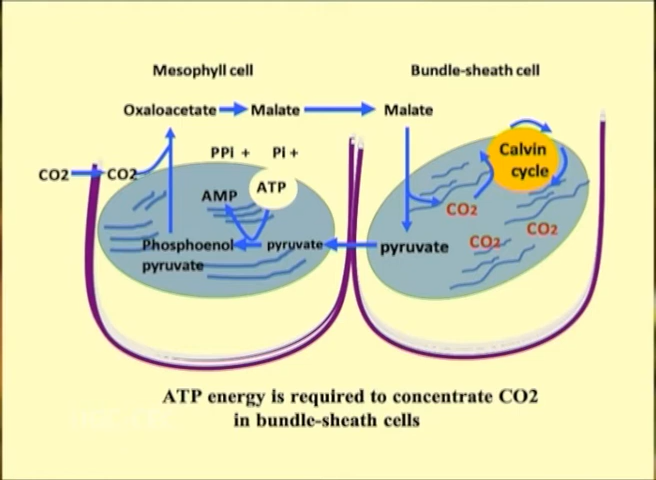 Mesophyll cell
Bundle-sheath cell
Oxaloacetate
Malate
Malate
PPi +
Pi +
Calvin
cycle
CO2
CO2
AMP
ATP
CO2
CO2
CO2
Phosphoenol
pyruvate
pyruvate
pyruvate
ATP energy is required to concentrate CO2
in bundle-sheath cells